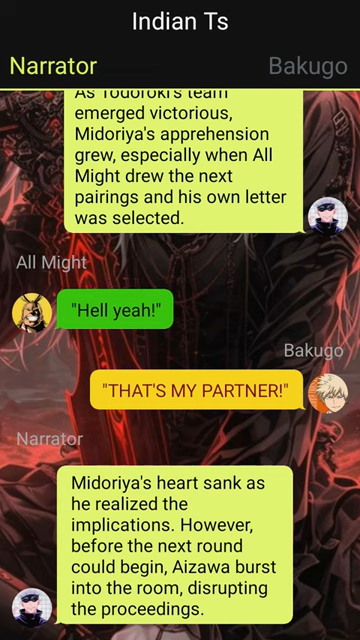 Indian Ts
Narrator
Bakugo
As Todoroki's team
emerged victorious,
Midoriya's apprehension
grew, especially when All
Might drew the next
pairings and his own letter
was selected.
All Might
"Hell yeah!"
Bakugo
"THAT'S MY PARTNER!"
Narrator
Midoriya's heart sank as
he realized the
implications. However,
before the next round
could begin, Aizawa burst
into the room, disrupting
the proceedings.